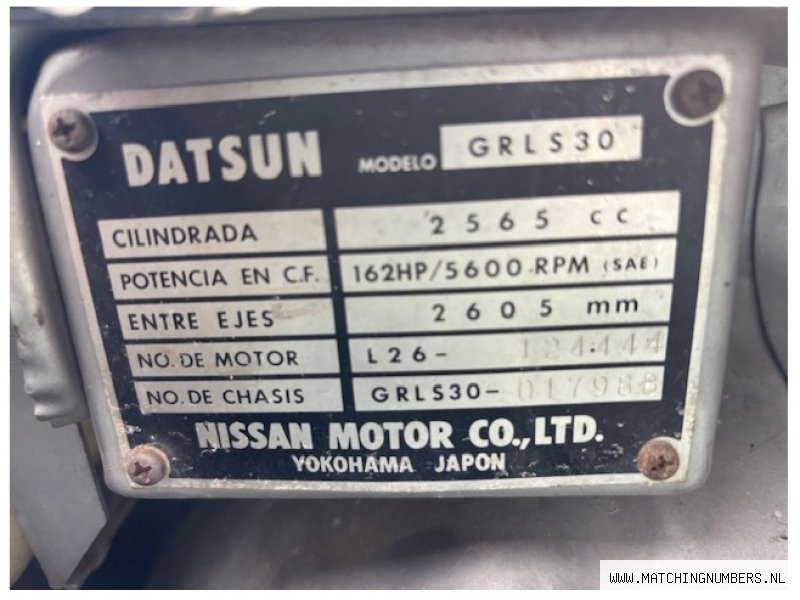 DATSUN MODELO GRLS30
CILINDRADA 2565 CC
POTENCIA EN C.F. 162HP/5600 RPM (SAE)
ENTRE EJES 2605 mm
NO. DE MOTOR L26- 124444
NO. DE CHASIS GRLS30- 017988
NISSAN MOTOR CO., LTD.
YOKOHAMA JAPON
WWW.MATCHINGNUMBERS.NL